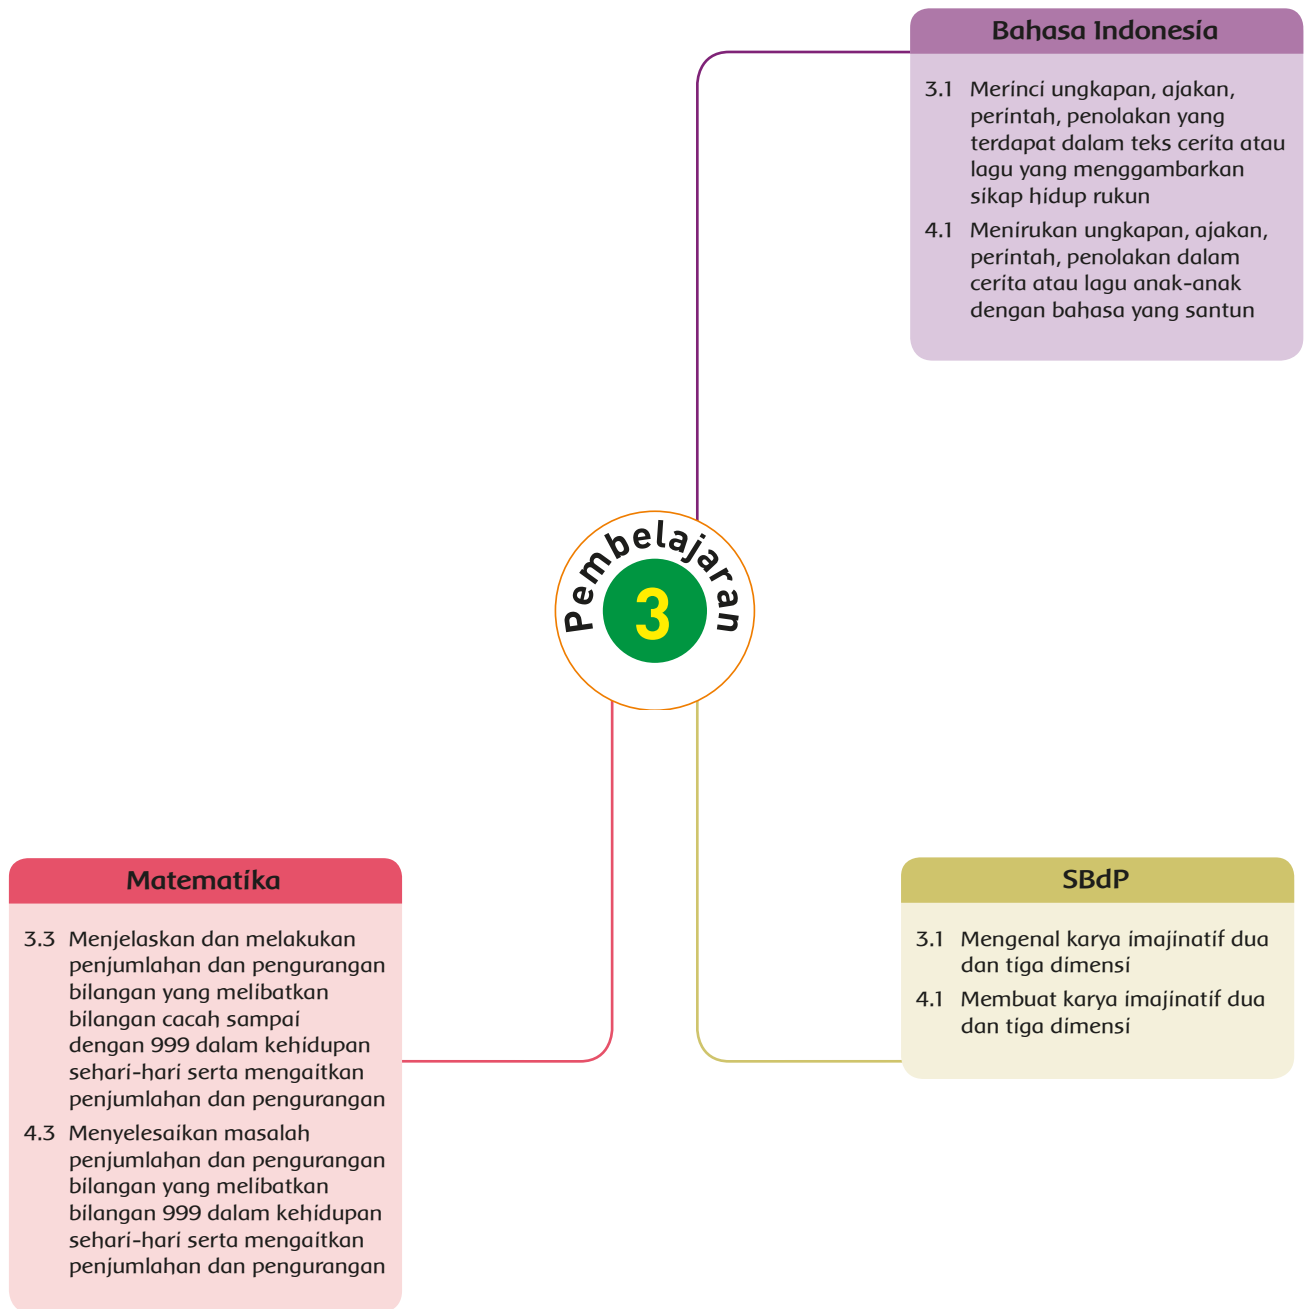 Bahasa Indonesia
3.1 Merinci ungkapan, ajakan,
perintah, penolakan yang
terdapat dalam teks cerita atau
lagu yang menggambarkan
sikap hidup rukun
4.1 Menirukan ungkapan, ajakan,
perintah, penolakan dalam
cerita atau lagu anak-anak
dengan bahasa yang santun
Pembelajaran
3
Matematika
3.3 Menjelaskan dan melakukan
penjumlahan dan pengurangan
bilangan yang melibatkan
bilangan cacah sampai
dengan 999 dalam kehidupan
sehari-hari serta mengaitkan
penjumlahan dan pengurangan
4.3 Menyelesaikan masalah
penjumlahan dan pengurangan
bilangan yang melibatkan
bilangan 999 dalam kehidupan
sehari-hari serta mengaitkan
penjumlahan dan pengurangan
SBdP
3.1 Mengenal karya imajinatif dua
dan tiga dimensi
4.1 Membuat karya imajinatif dua
dan tiga dimensi